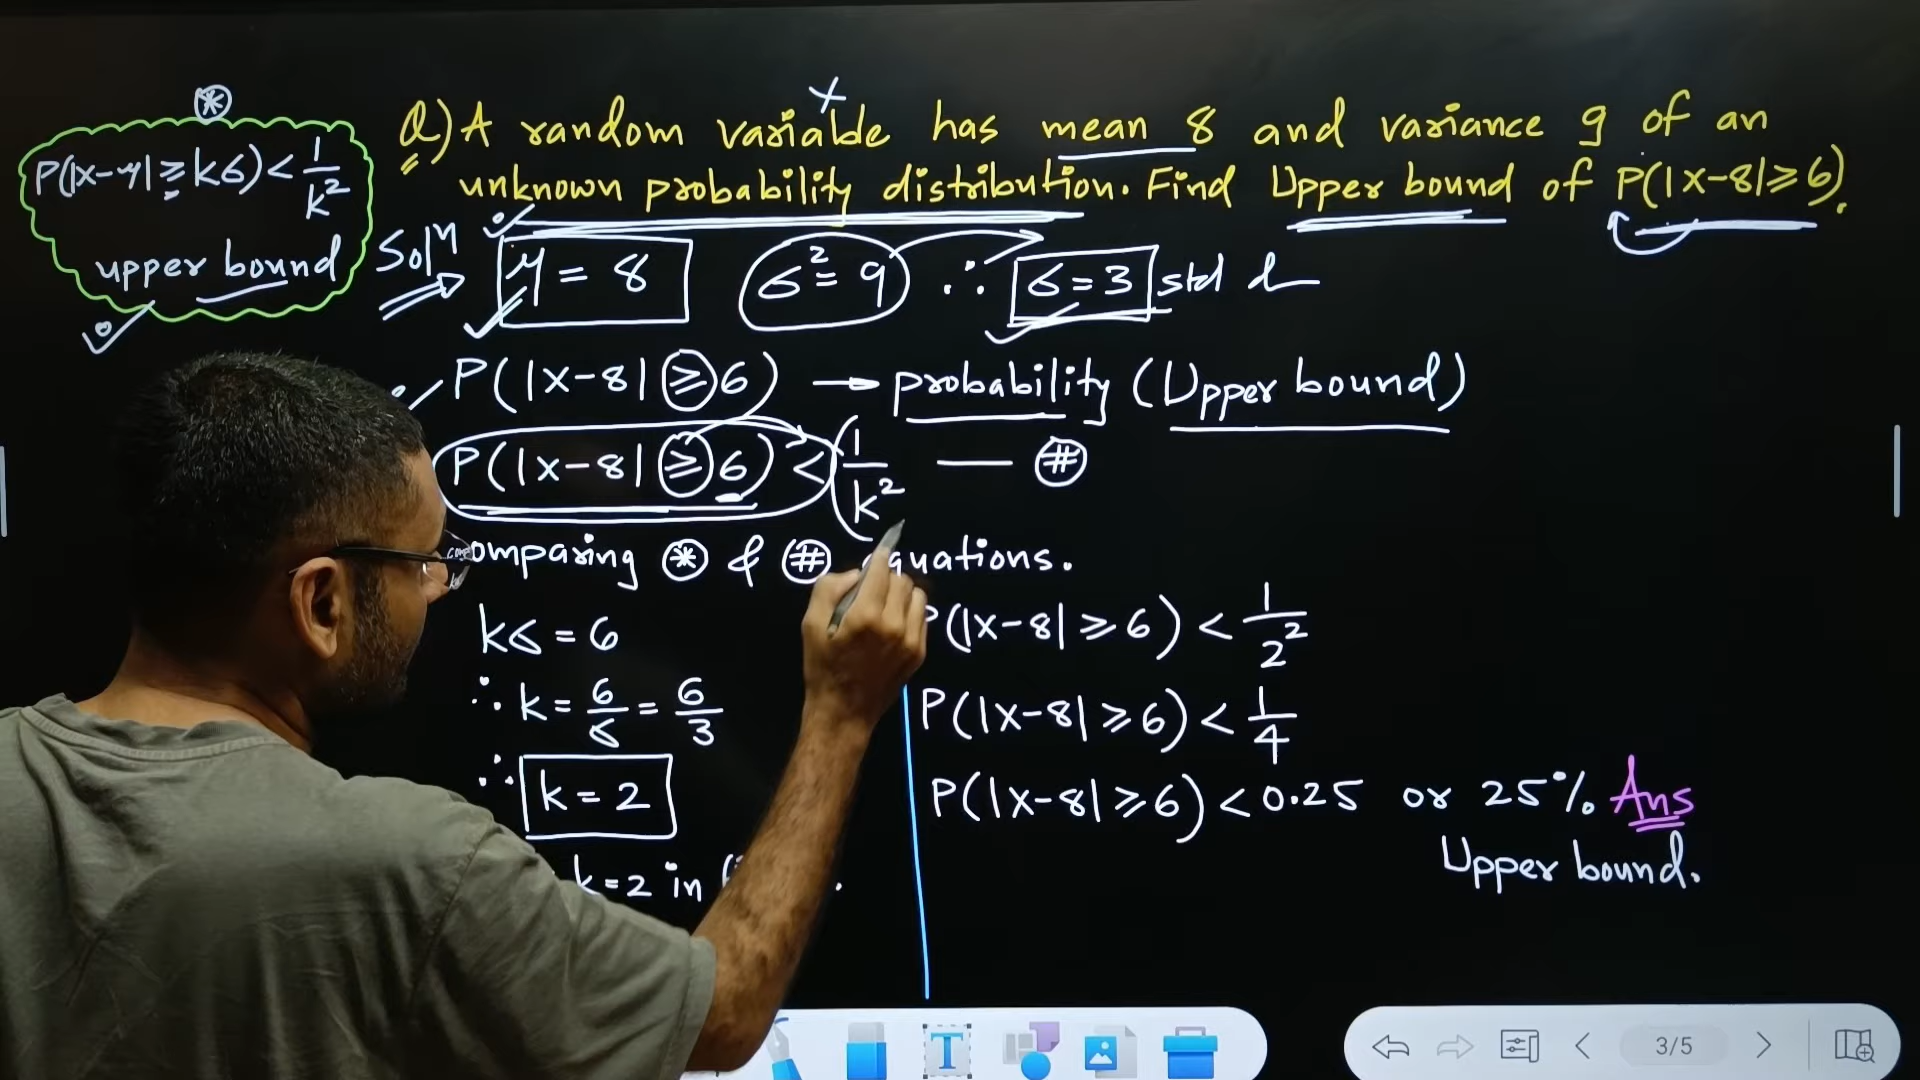 ⊛
P(|x-μ| ≥ kσ) < 1/k²
upper bound
x
Q) A random variable has mean 8 and variance 9 of an
unknown probability distribution. Find Upper bound of P(|x-8| ≥ 6).
Solⁿ
μ = 8 σ² = 9 ∴ σ = 3 std d
P(|x-8| ≥ 6) → probability (Upper bound)
P(|x-8| ≥ 6) < 1/k² — #
comparing ⊛ & # equations.
kσ = 6
∴ k = 6/σ = 6/3
∴ k = 2
k = 2 in
P(|x-8| ≥ 6) < 1/2²
P(|x-8| ≥ 6) < 1/4
P(|x-8| ≥ 6) < 0.25 or 25% Ans
Upper bound.
T
3/5